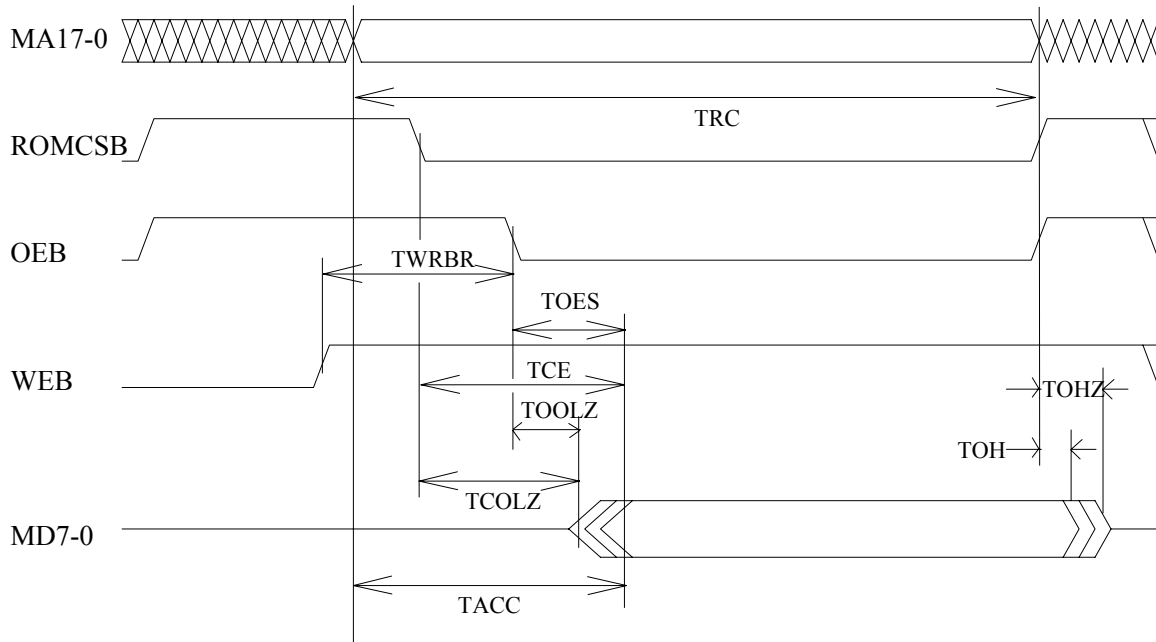 MA17-0
TRC
ROMCSB
OEB
TWRBR
TOES
WEB
TCE
TOHZ
TOOLZ
TOH
TCOLZ
MD7-0
TACC